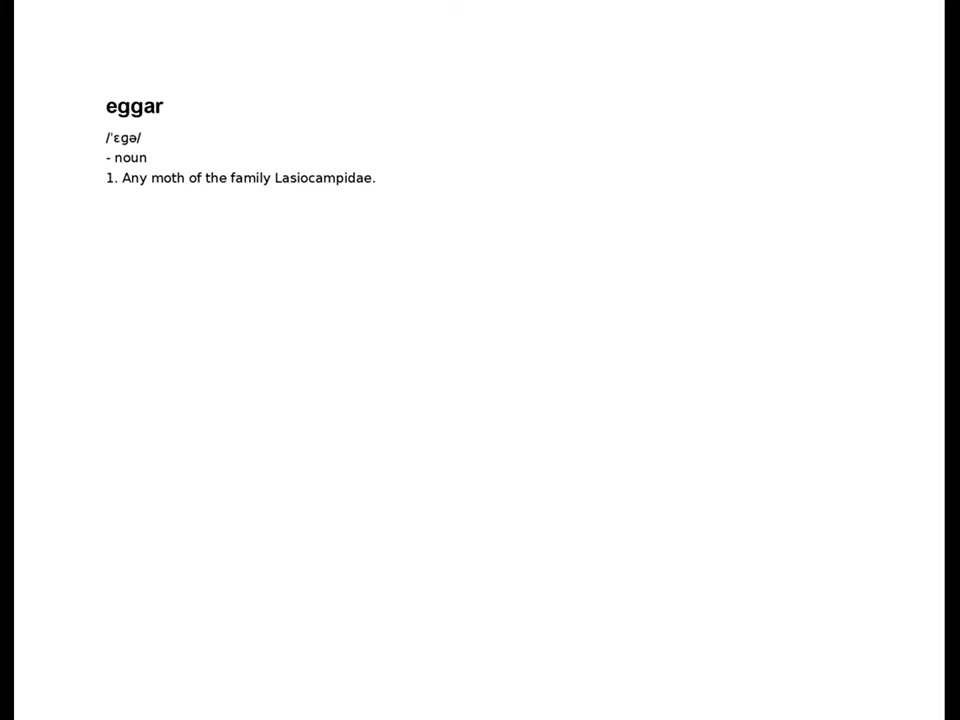 eggar
/ˈɛɡə/
- noun
1. Any moth of the family Lasiocampidae.